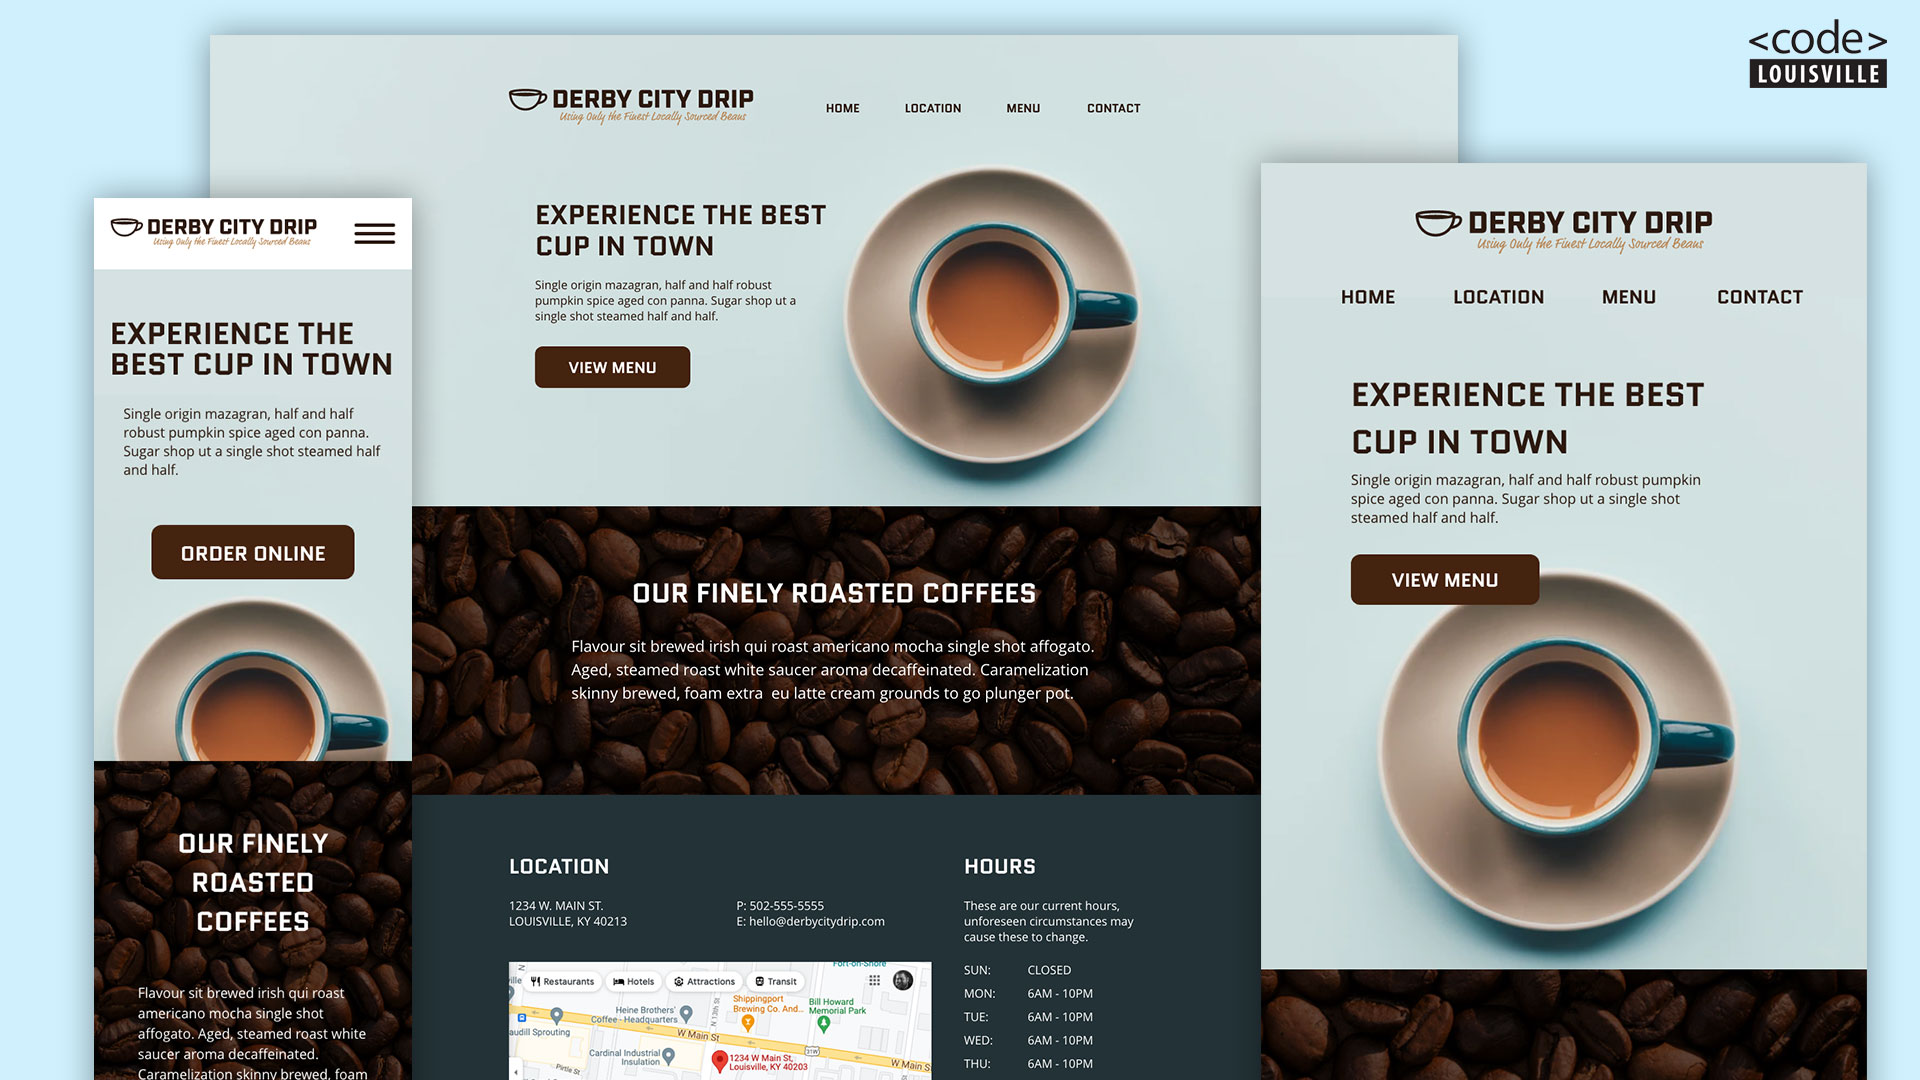 <code>
LOUISVILLE
DERBY CITY DRIP
Using Only the Finest Locally Sourced Beans
HOME LOCATION MENU CONTACT
EXPERIENCE THE BEST
CUP IN TOWN
Single origin mazagran, half and half robust
pumpkin spice aged con panna. Sugar shop ut a
single shot steamed half and half.
VIEW MENU
OUR FINELY ROASTED COFFEES
Flavour sit brewed irish qui roast americano mocha single shot affogato.
Aged, steamed roast white saucer aroma decaffeinated. Caramelization
skinny brewed, foam extra eu latte cream grounds to go plunger pot.
LOCATION
1234 W. MAIN ST.
LOUISVILLE, KY 40213
P: 502-555-5555
E: hello@derbycitydrip.com
Restaurants Hotels Attractions Transit
Fort-on-Shore
Shippingport
Brewing Co. And...
Bill Howard
Memorial Park
Heine Brothers'
Coffee - Headquarters
audill Sprouting
N
ville
W Main St
St
31W
Cardinal Industrial
Insulation
1234 W Main St,
Louisville, KY 40203
W Main S
Pirtle St
HOURS
These are our current hours,
unforeseen circumstances may
cause these to change.
SUN: CLOSED
MON: 6AM - 10PM
TUE: 6AM - 10PM
WED: 6AM - 10PM
THU: 6AM - 10PM
DERBY CITY DRIP
Using Only the Finest Locally Sourced Beans
EXPERIENCE THE
BEST CUP IN TOWN
Single origin mazagran, half and half
robust pumpkin spice aged con panna.
Sugar shop ut a single shot steamed half
and half.
ORDER ONLINE
OUR FINELY
ROASTED
COFFEES
Flavour sit brewed irish qui roast
americano mocha single shot
affogato. Aged, steamed roast white
saucer aroma decaffeinated.
Caramelization skinny brewed, foam
DERBY CITY DRIP
Using Only the Finest Locally Sourced Beans
HOME LOCATION MENU CONTACT
EXPERIENCE THE BEST
CUP IN TOWN
Single origin mazagran, half and half robust pumpkin
spice aged con panna. Sugar shop ut a single shot
steamed half and half.
VIEW MENU